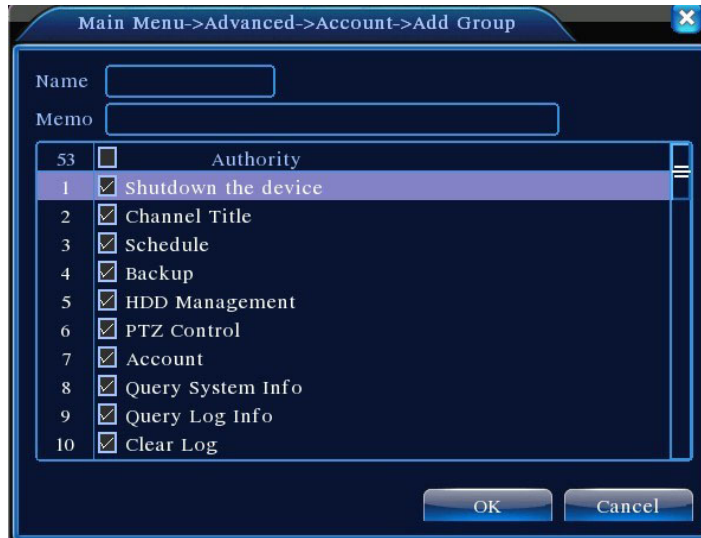 Main Menu->Advanced->Account->Add Group
Name
Memo
53 Authority
1 Shutdown the device
2 Channel Title
3 Schedule
4 Backup
5 HDD Management
6 PTZ Control
7 Account
8 Query System Info
9 Query Log Info
10 Clear Log
OK Cancel